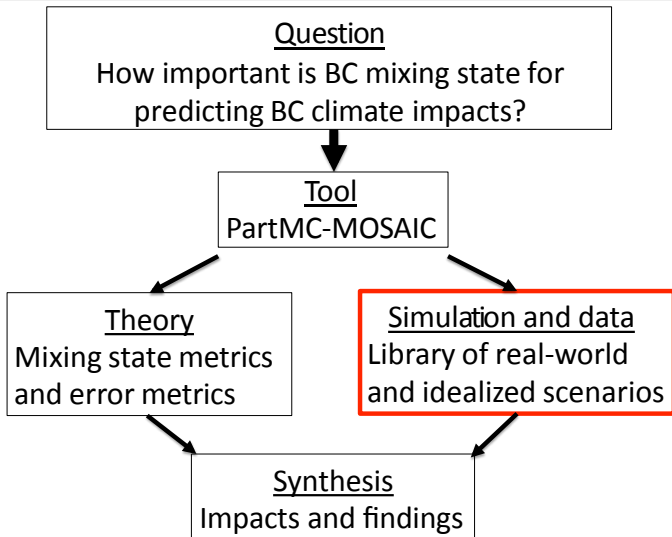 Question
How important is BC mixing state for
predicting BC climate impacts?
Tool
PartMC-MOSAIC
Theory
Mixing state metrics
and error metrics
Simulation and data
Library of real-world
and idealized scenarios
Synthesis
Impacts and findings